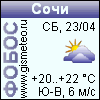 Сочи
ФОБОС
www.gismeteo.ru
СБ, 23/04
+20..+22 °C
Ю-В, 6 м/с